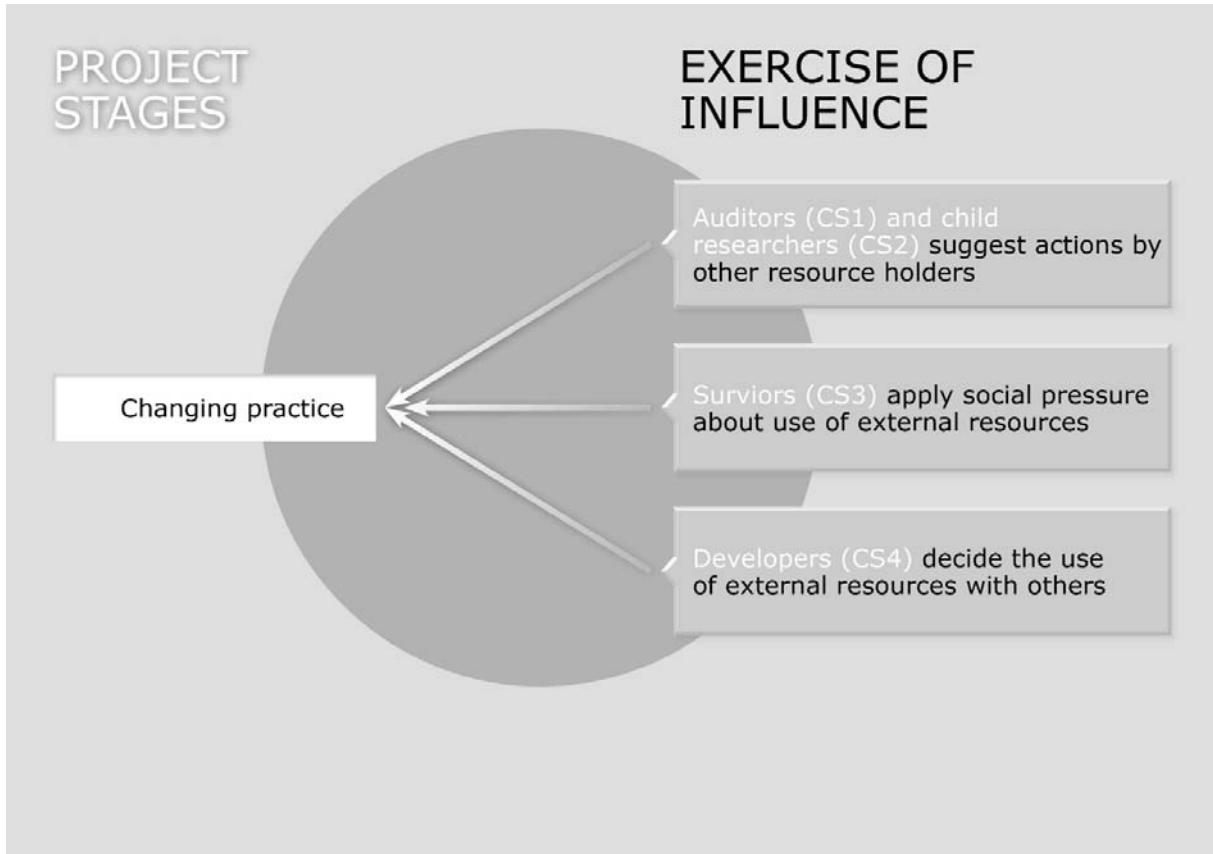 PROJECT
STAGES
EXERCISE OF
INFLUENCE
Auditors (CS1) and child
researchers (CS2) suggest actions by
other resource holders
Changing practice
Surviors (CS3) apply social pressure
about use of external resources
Developers (CS4) decide the use
of external resources with others